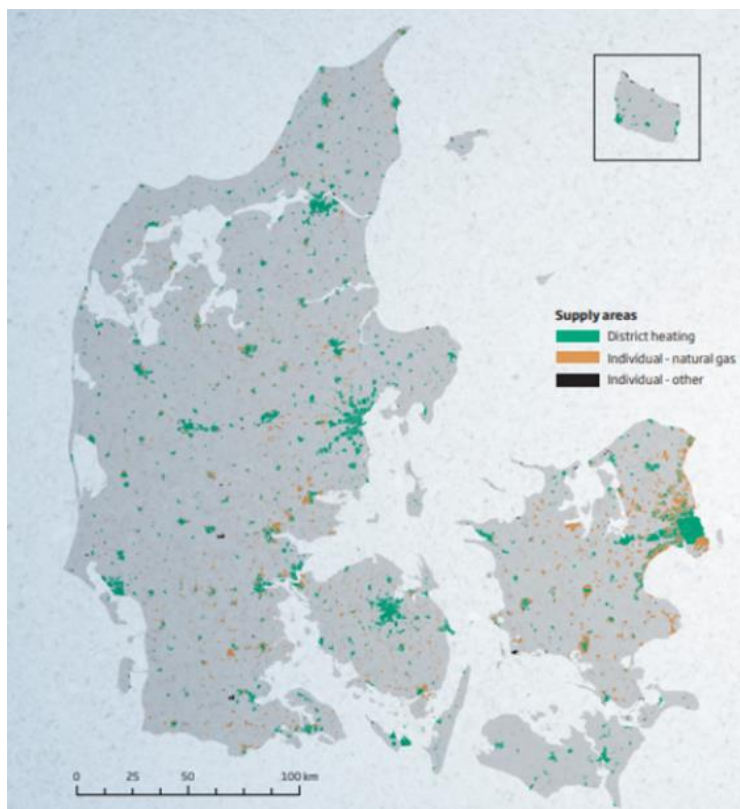 Supply areas
District heating
Individual - natural gas
Individual - other
0 25 50 100 km